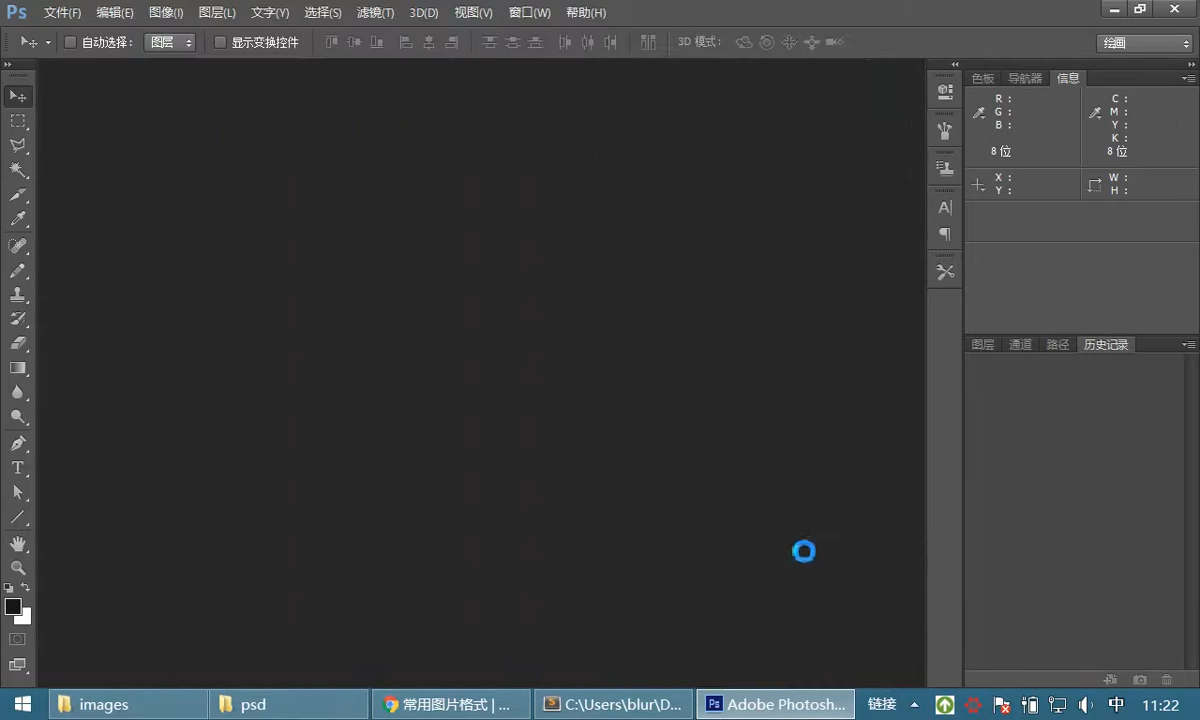 Ps 文件(F) 编辑(E) 图像(I) 图层(L) 文字(Y) 选择(S) 滤镜(T) 3D(D) 视图(V) 窗口(W) 帮助(H)
自动选择: 图层 显示变换控件 3D 模式: 绘画
色板 导航器 信息
R : C :
G : M :
B : Y :
K :
8 位 8 位
X : W :
Y : H :
A|
图层 通道 路径 历史记录
T
images psd 常用图片格式 | ... C:\Users\blur\D... Ps Adobe Photosh... 链接 中 11:22